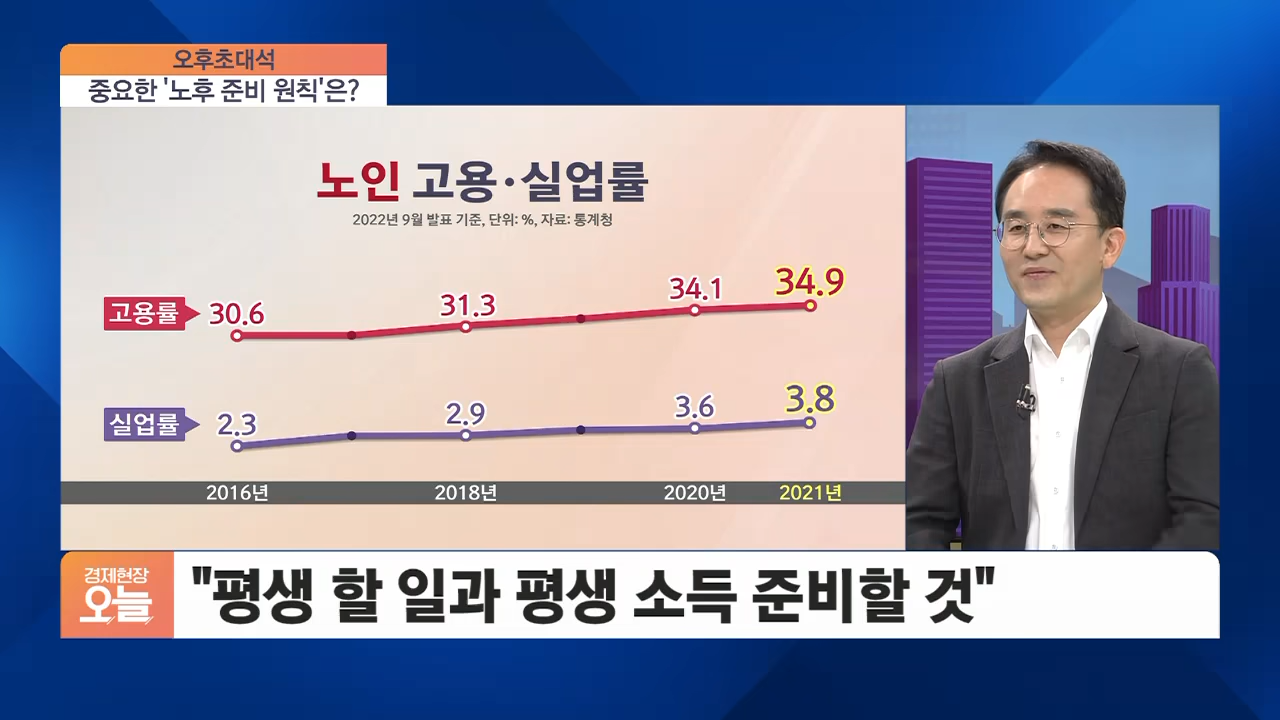 오후초대석
중요한 '노후 준비 원칙'은?
노인 고용·실업률
2022년 9월 발표 기준, 단위: %, 자료: 통계청
고용률 30.6 31.3 34.1 34.9
실업률 2.3 2.9 3.6 3.8
2016년 2018년 2020년 2021년
경제현장
오늘
"평생 할 일과 평생 소득 준비할 것"